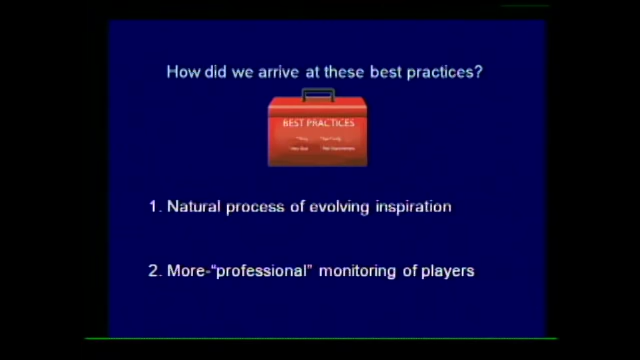 How did we arrive at these best practices?
BEST PRACTICES
1. Natural process of evolving inspiration
2. More-“professional” monitoring of players